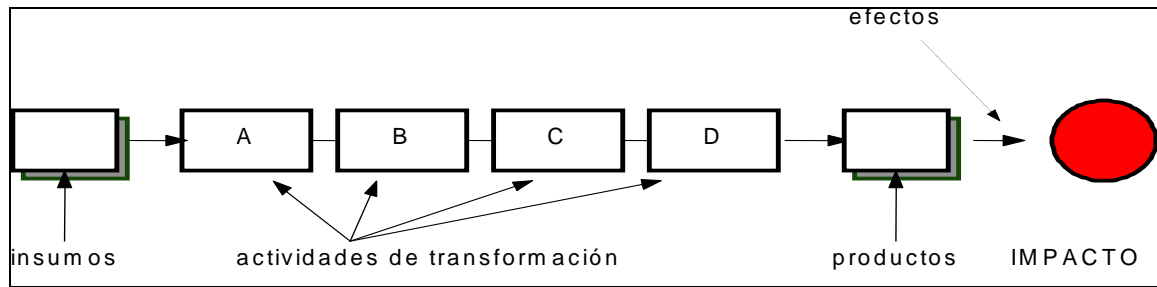 efectos
A B C D
insumos actividades de transformación productos IMPACTO